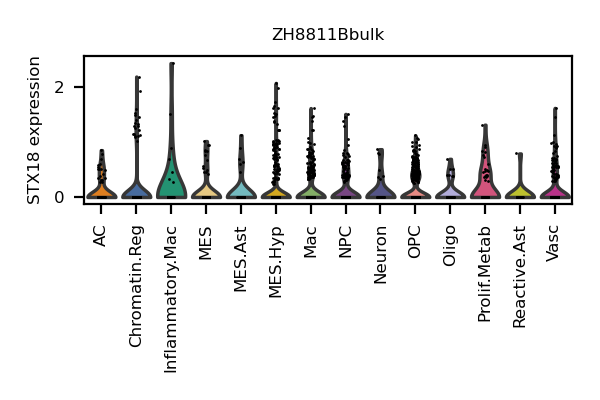 ZH8811Bbulk
STX18 expression
2
0
AC
Chromatin.Reg
Inflammatory.Mac
MES
MES.Ast
MES.Hyp
Mac
NPC
Neuron
OPC
Oligo
Prolif.Metab
Reactive.Ast
Vasc